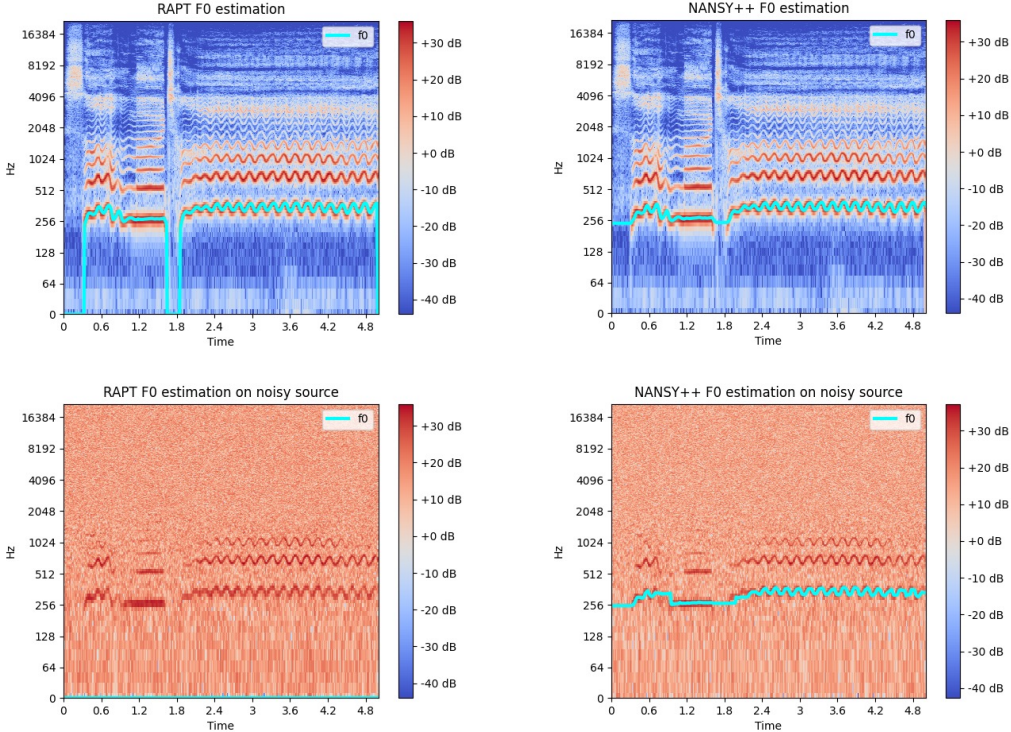 RAPT F0 estimation
16384
8192
4096
2048
1024
512
256
128
64
0
Hz
f0
0 0.6 1.2 1.8 2.4 3 3.6 4.2 4.8
Time
+30 dB
+20 dB
+10 dB
+0 dB
-10 dB
-20 dB
-30 dB
-40 dB
NANSY++ F0 estimation
16384
8192
4096
2048
1024
512
256
128
64
0
Hz
f0
0 0.6 1.2 1.8 2.4 3 3.6 4.2 4.8
Time
+30 dB
+20 dB
+10 dB
+0 dB
-10 dB
-20 dB
-30 dB
-40 dB
RAPT F0 estimation on noisy source
16384
8192
4096
2048
1024
512
256
128
64
0
Hz
f0
0 0.6 1.2 1.8 2.4 3 3.6 4.2 4.8
Time
+30 dB
+20 dB
+10 dB
+0 dB
-10 dB
-20 dB
-30 dB
-40 dB
NANSY++ F0 estimation on noisy source
16384
8192
4096
2048
1024
512
256
128
64
0
Hz
f0
0 0.6 1.2 1.8 2.4 3 3.6 4.2 4.8
Time
+30 dB
+20 dB
+10 dB
+0 dB
-10 dB
-20 dB
-30 dB
-40 dB